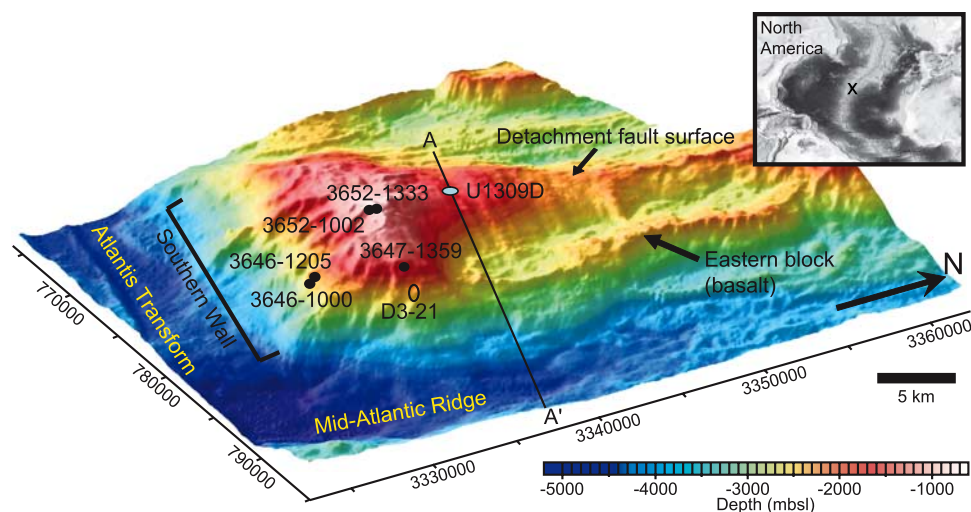 North
America
x
A
Detachment fault surface
3652-1333
U1309D
3652-1002
3647-1359
3646-1205
Eastern block
(basalt)
N
3646-1000
D3-21
Southern Wall
Atlantis Transform
Mid-Atlantic Ridge
A'
770000
780000
790000
3330000
3340000
3350000
3360000
5 km
-5000 -4000 -3000 -2000 -1000
Depth (mbsl)